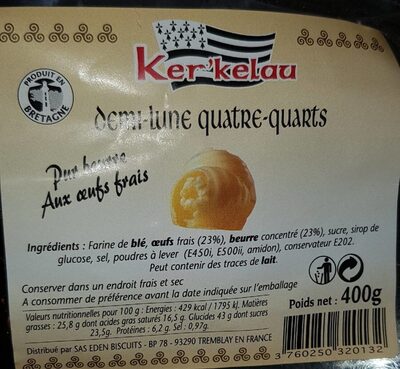 Ker'kelau
PRODUIT EN BRETAGNE
demi-lune quatre-quarts
Pur beurre
Aux œufs frais
Ingrédients : Farine de blé, œufs frais (23%), beurre concentré (23%), sucre, sirop de
glucose, sel, poudres à lever (E450i, E500ii, amidon), conservateur E202.
Peut contenir des traces de lait.
Conserver dans un endroit frais et sec
A consommer de préférence avant la date indiquée sur l'emballage
Valeurs nutritionnelles pour 100 g : Energies : 429 kcal / 1795 kJ, Matières
grasses : 25,8 g dont acides gras saturés 16,5 g. Glucides 43 g dont sucres
23,5g. Protéines : 6,2 g. Sel : 0,97g.
Poids net : 400g
Distribué par SAS EDEN BISCUITS - BP 78 - 93290 TREMBLAY EN FRANCE
3 760250 320132